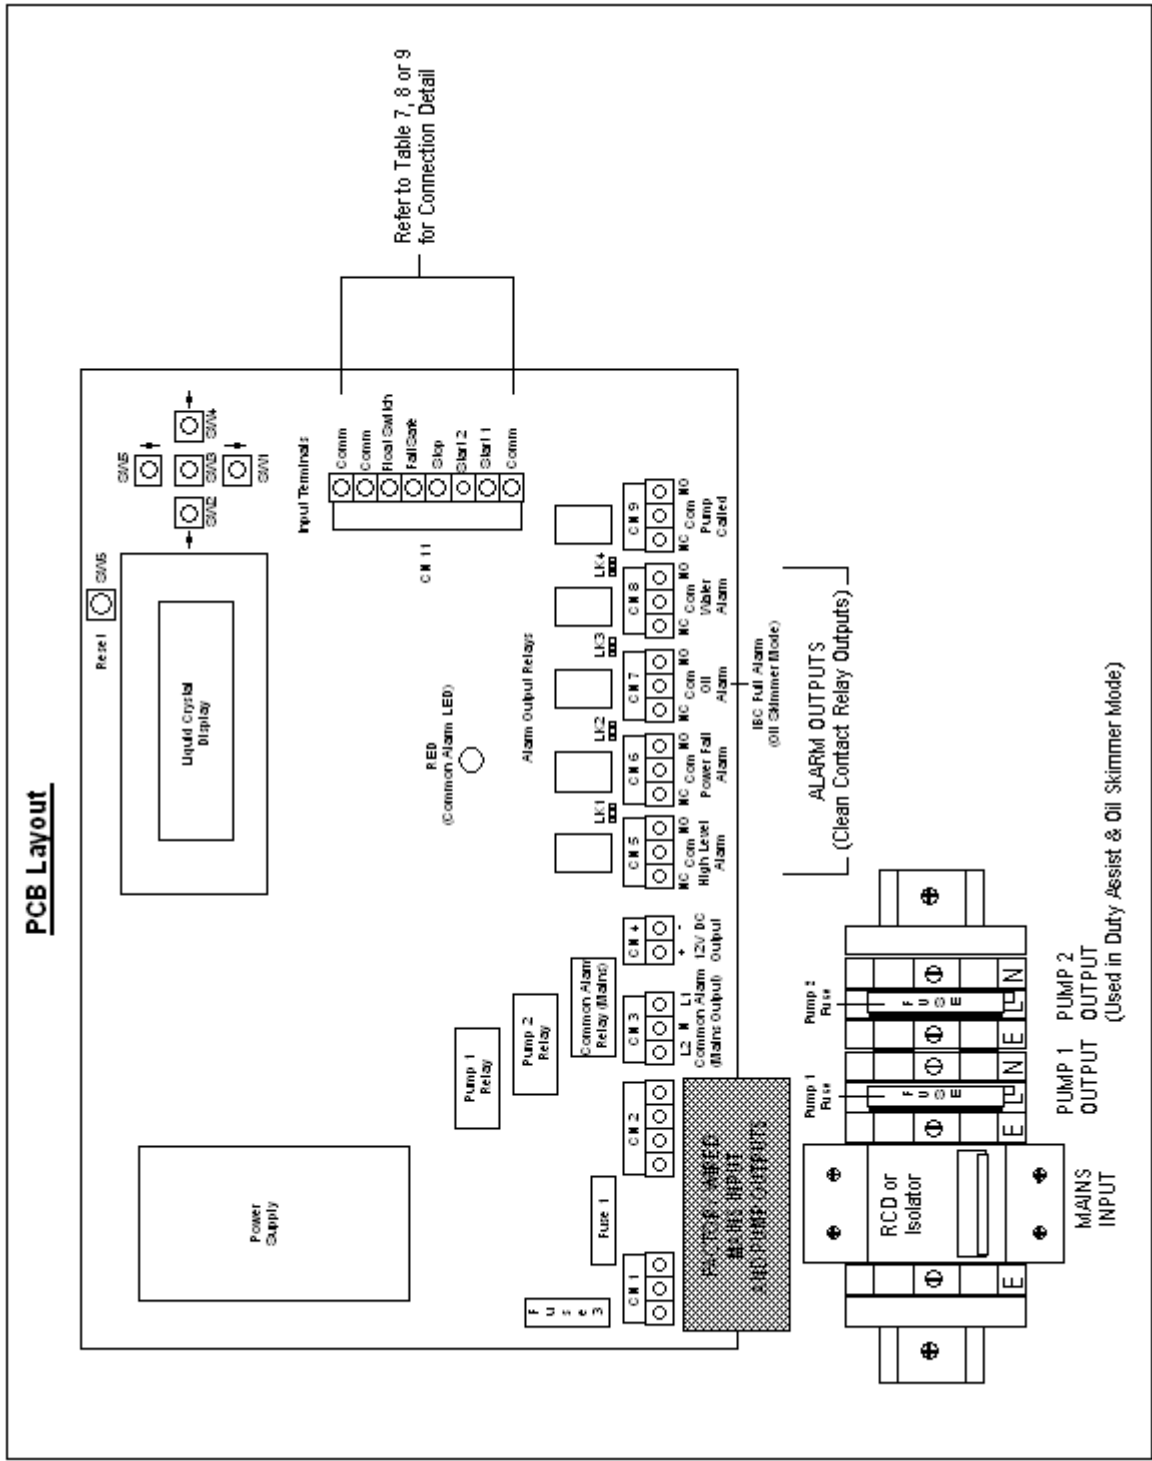 PCB Layout
Reset
SW6
SW5
SW2
SW3
SW4
SW1
Liquid Crystal
Display
Power
Supply
Input Terminals
Comm
Comm
Float Switch
Fail Safe
Stop
Start 2
Start 1
Comm
CN 11
Refer to Table 7, 8 or 9
for Connection Detail
RED
(Common Alarm LED)
Alarm Output Relays
Pump 1
Relay
Pump 2
Relay
Common Alarm
Relay (Mains)
Fuse 3
Fuse 1
LK1
LK2
LK3
LK4
CN 1
CN 2
CN 3
L2 N L1
Common Alarm
(Mains Output)
CN 4
+ -
12V DC
Output
CN 5
NC Com NO
High Level
Alarm
CN 6
NC Com NO
Power Fail
Alarm
CN 7
NC Com NO
Oil
Alarm
CN 8
NC Com NO
Water
Alarm
CN 9
NC Com NO
Pump
Called
IBC Full Alarm
(Oil Skimmer Mode)
ALARM OUTPUTS
(Clean Contact Relay Outputs)
FACTORY WIRED
MAINS INPUT
AND PUMP OUTPUTS
RCD or
Isolator
Pump 1
Fuse
FUSE
Pump 2
Fuse
FUSE
E
E L N
E L N
MAINS
INPUT
PUMP 1
OUTPUT
PUMP 2
OUTPUT
(Used in Duty Assist & Oil Skimmer Mode)